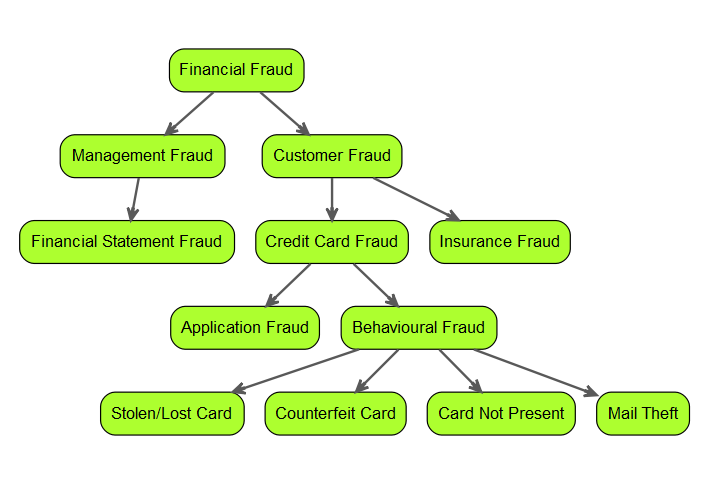 Financial Fraud
Management Fraud
Customer Fraud
Financial Statement Fraud
Credit Card Fraud
Insurance Fraud
Application Fraud
Behavioural Fraud
Stolen/Lost Card
Counterfeit Card
Card Not Present
Mail Theft